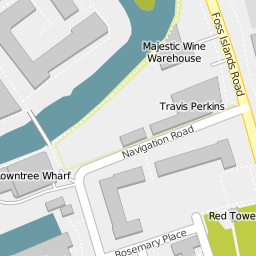 Foss Islands Road
Majestic Wine
Warehouse
Travis Perkins
Navigation Road
owntree Wharf
Red Towe
Rosemary Place